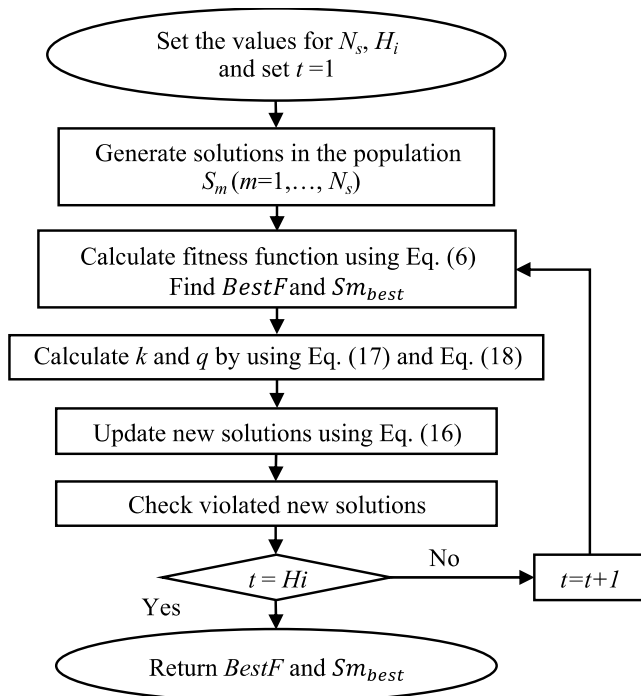 Set the values for Nₛ, Hᵢ
and set t =1
Generate solutions in the population
Sₘ (m=1,…, Nₛ)
Calculate fitness function using Eq. (6)
Find BestF and Sm_best
Calculate k and q by using Eq. (17) and Eq. (18)
Update new solutions using Eq. (16)
Check violated new solutions
t = Hi
No
t=t+1
Yes
Return BestF and Sm_best